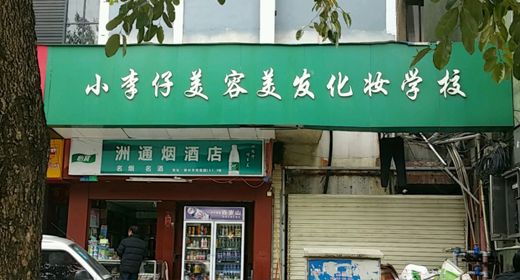 小李仔美容美发化妆学校
洲通烟酒店
名烟 名酒